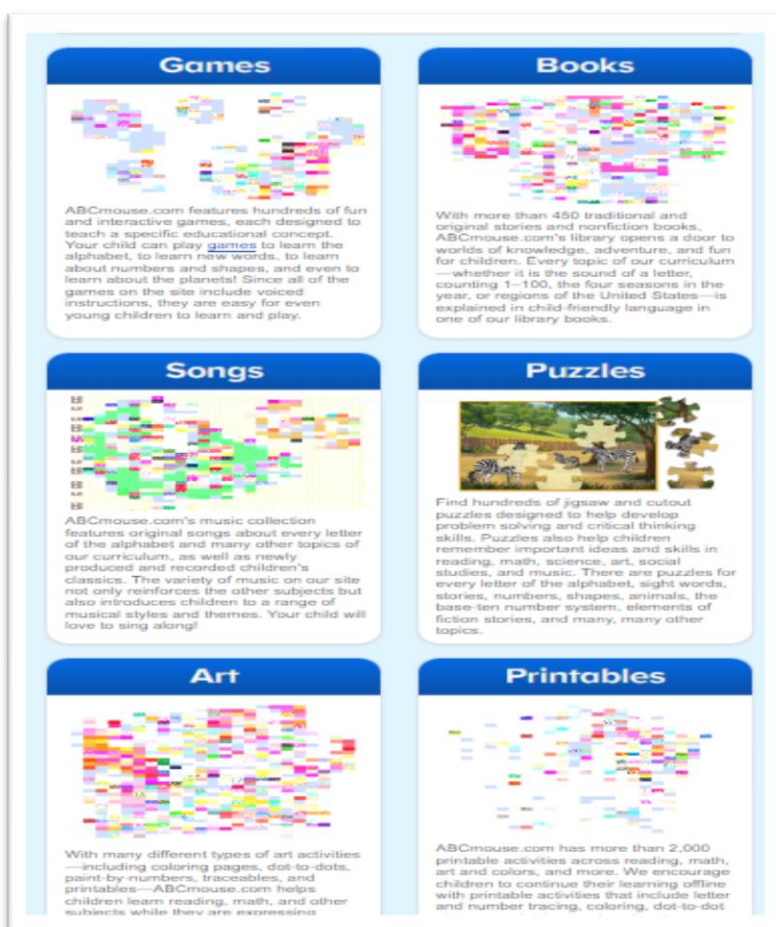 Games
ABCmouse.com features hundreds of fun
and interactive games, each designed to
teach a specific educational concept.
Your child can play games to learn the
alphabet, to learn new words, to learn
about numbers and shapes, and even to
learn about the planets! Since all of the
games on the site include voiced
instructions, they are easy for even
young children to learn and play.
Books
With more than 450 traditional and
original stories and nonfiction books,
ABCmouse.com's library opens a door to
worlds of knowledge, adventure, and fun
for children. Every topic of our curriculum
—whether it is the sound of a letter,
counting 1–100, the four seasons in the
year, or regions of the United States—is
explained in child-friendly language in
one of our library books.
Songs
ABCmouse.com's music collection
features original songs about every letter
of the alphabet and many other topics of
our curriculum, as well as newly
produced and recorded children's
classics. The variety of music on our site
not only reinforces the other subjects but
also introduces children to a range of
musical styles and themes. Your child will
love to sing along!
Puzzles
Find hundreds of jigsaw and cutout
puzzles designed to help develop
problem solving and critical thinking
skills. Puzzles also help children
remember important ideas and skills in
reading, math, science, art, social
studies, and music. There are puzzles for
every letter of the alphabet, sight words,
stories, numbers, shapes, animals, the
base-ten number system, elements of
fiction stories, and many, many other
topics.
Art
With many different types of art activities
—including coloring pages, dot-to-dots,
paint-by-numbers, traceables, and
printables—ABCmouse.com helps
children learn reading, math, and other
subjects while they are expressing
Printables
ABCmouse.com has more than 2,000
printable activities across reading, math,
art and colors, and more. We encourage
children to continue their learning offline
with printable activities that include letter
and number tracing, coloring, dot-to-dot